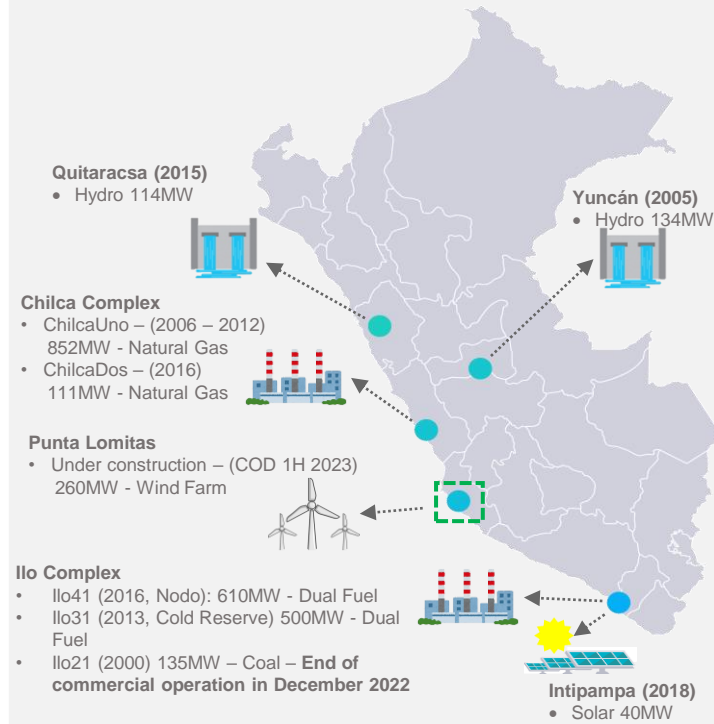 Quitaracsa (2015)
• Hydro 114MW
Yuncán (2005)
• Hydro 134MW
Chilca Complex
• ChilcaUno – (2006 – 2012)
852MW - Natural Gas
• ChilcaDos – (2016)
111MW - Natural Gas
Punta Lomitas
• Under construction – (COD 1H 2023)
260MW - Wind Farm
Ilo Complex
• Ilo41 (2016, Nodo): 610MW - Dual Fuel
• Ilo31 (2013, Cold Reserve) 500MW - Dual
Fuel
• Ilo21 (2000) 135MW – Coal – End of
commercial operation in December 2022
Intipampa (2018)
• Solar 40MW